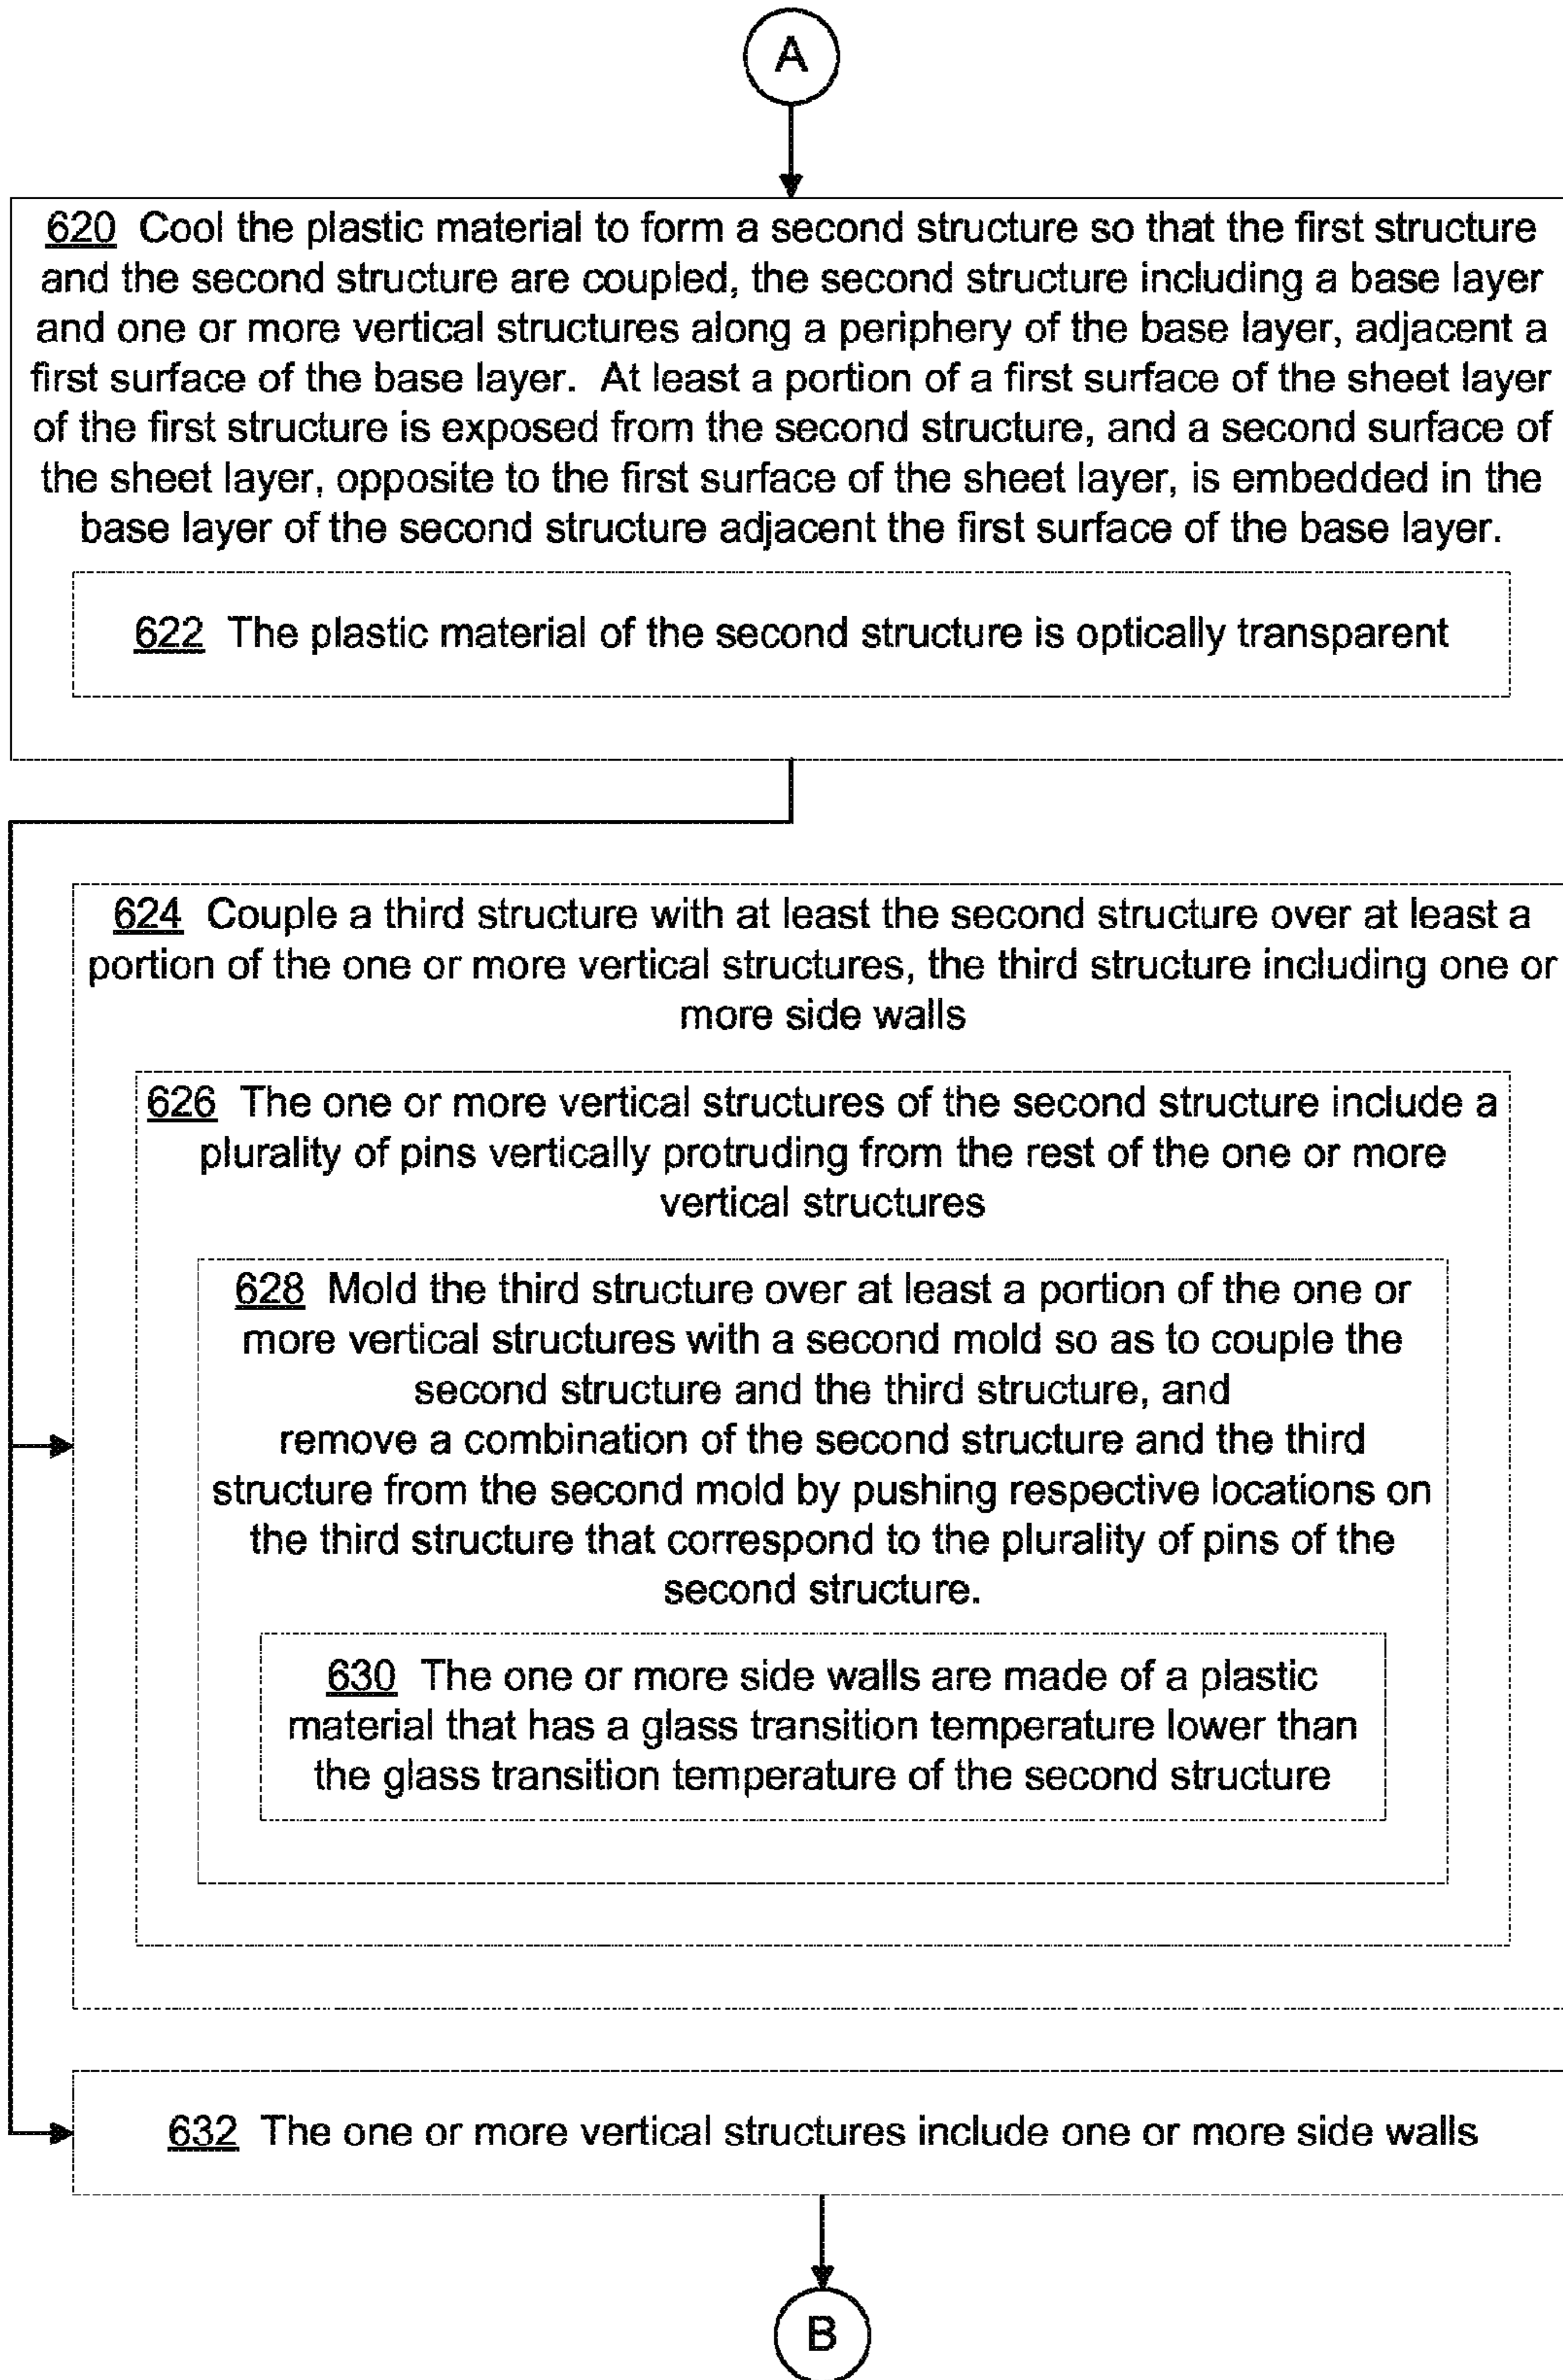 A
620 Cool the plastic material to form a second structure so that the first structure
and the second structure are coupled, the second structure including a base layer
and one or more vertical structures along a periphery of the base layer, adjacent a
first surface of the base layer. At least a portion of a first surface of the sheet layer
of the first structure is exposed from the second structure, and a second surface of
the sheet layer, opposite to the first surface of the sheet layer, is embedded in the
base layer of the second structure adjacent the first surface of the base layer.
622 The plastic material of the second structure is optically transparent
624 Couple a third structure with at least the second structure over at least a
portion of the one or more vertical structures, the third structure including one or
more side walls
626 The one or more vertical structures of the second structure include a
plurality of pins vertically protruding from the rest of the one or more
vertical structures
628 Mold the third structure over at least a portion of the one or
more vertical structures with a second mold so as to couple the
second structure and the third structure, and
remove a combination of the second structure and the third
structure from the second mold by pushing respective locations on
the third structure that correspond to the plurality of pins of the
second structure.
630 The one or more side walls are made of a plastic
material that has a glass transition temperature lower than
the glass transition temperature of the second structure
632 The one or more vertical structures include one or more side walls
B